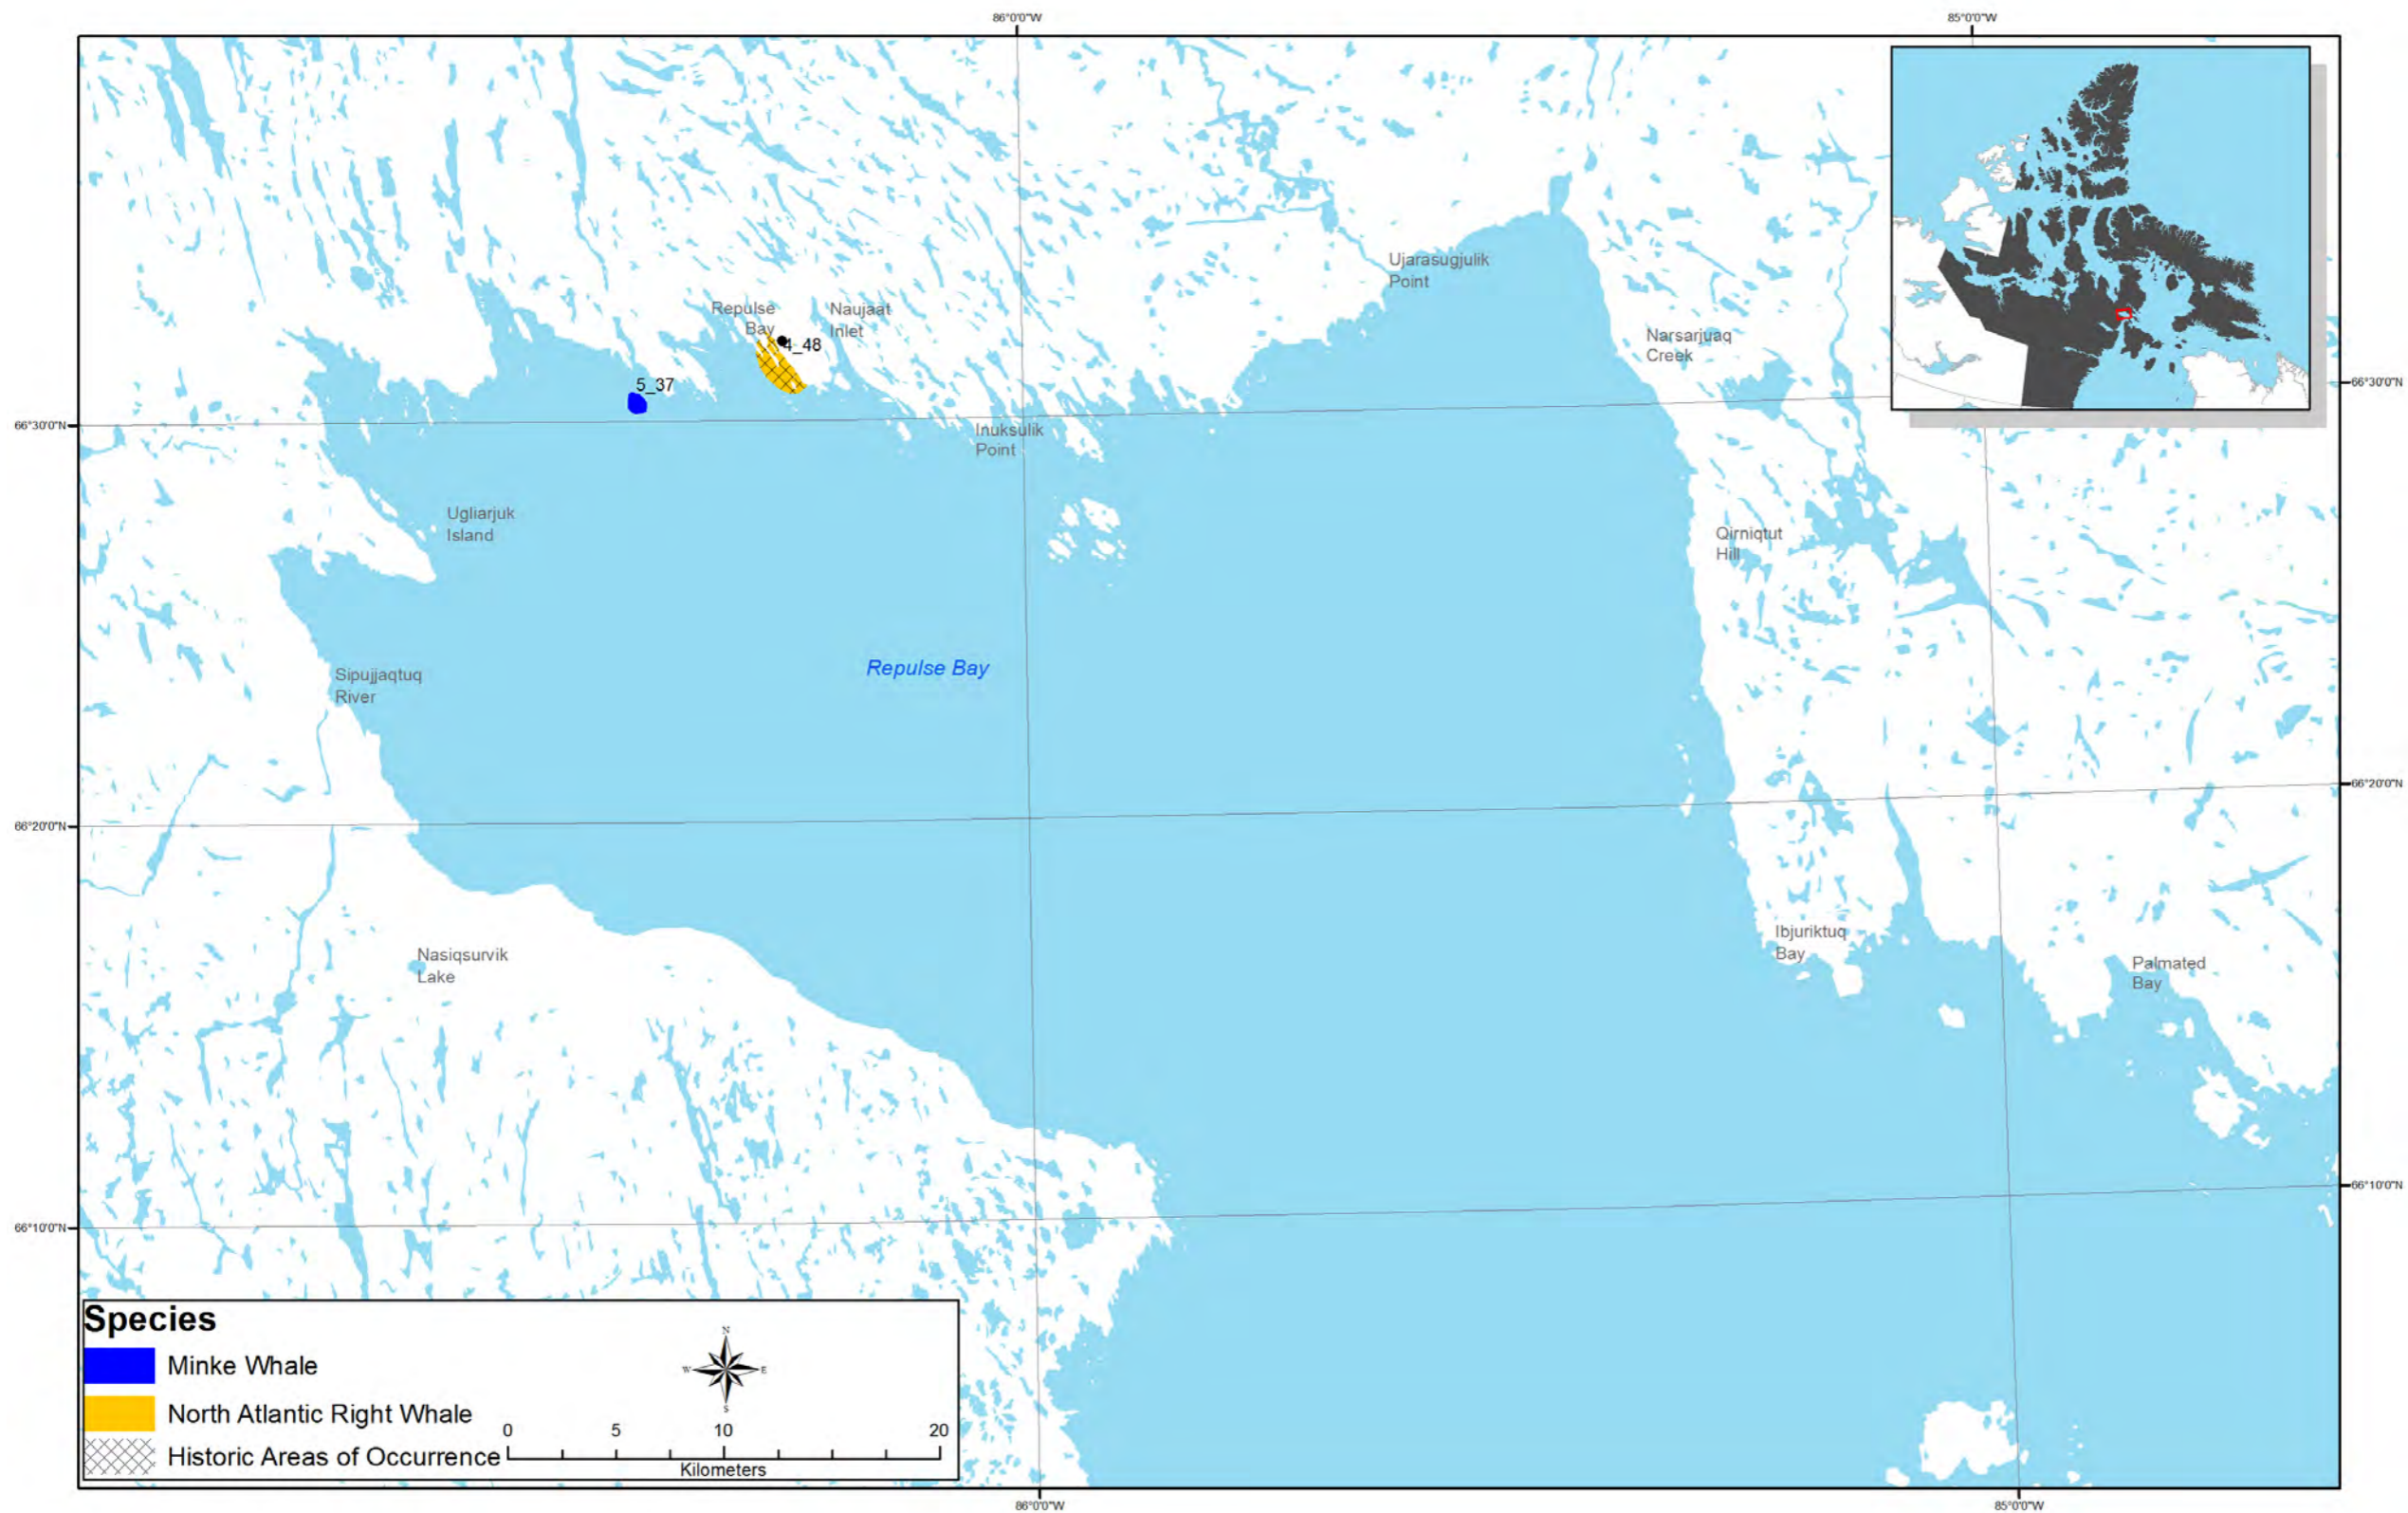 86°0'0"W
85°0'0"W
Ujarasugjulik
Point
Repulse
Bay
Naujaat
Inlet
4_48
Narsarjuaq
Creek
5_37
66°30'0"N
66°30'0"N
Inuksulik
Point
Ugliarjuk
Island
Qirniqtut
Hill
Repulse Bay
Sipujjaqtuq
River
66°20'0"N
66°20'0"N
Ibjuriktuq
Bay
Nasiqsurvik
Lake
Palmated
Bay
66°10'0"N
66°10'0"N
Species
Minke Whale
North Atlantic Right Whale
Historic Areas of Occurrence
N
W
E
S
0
5
10
20
Kilometers
86°0'0"W
85°0'0"W